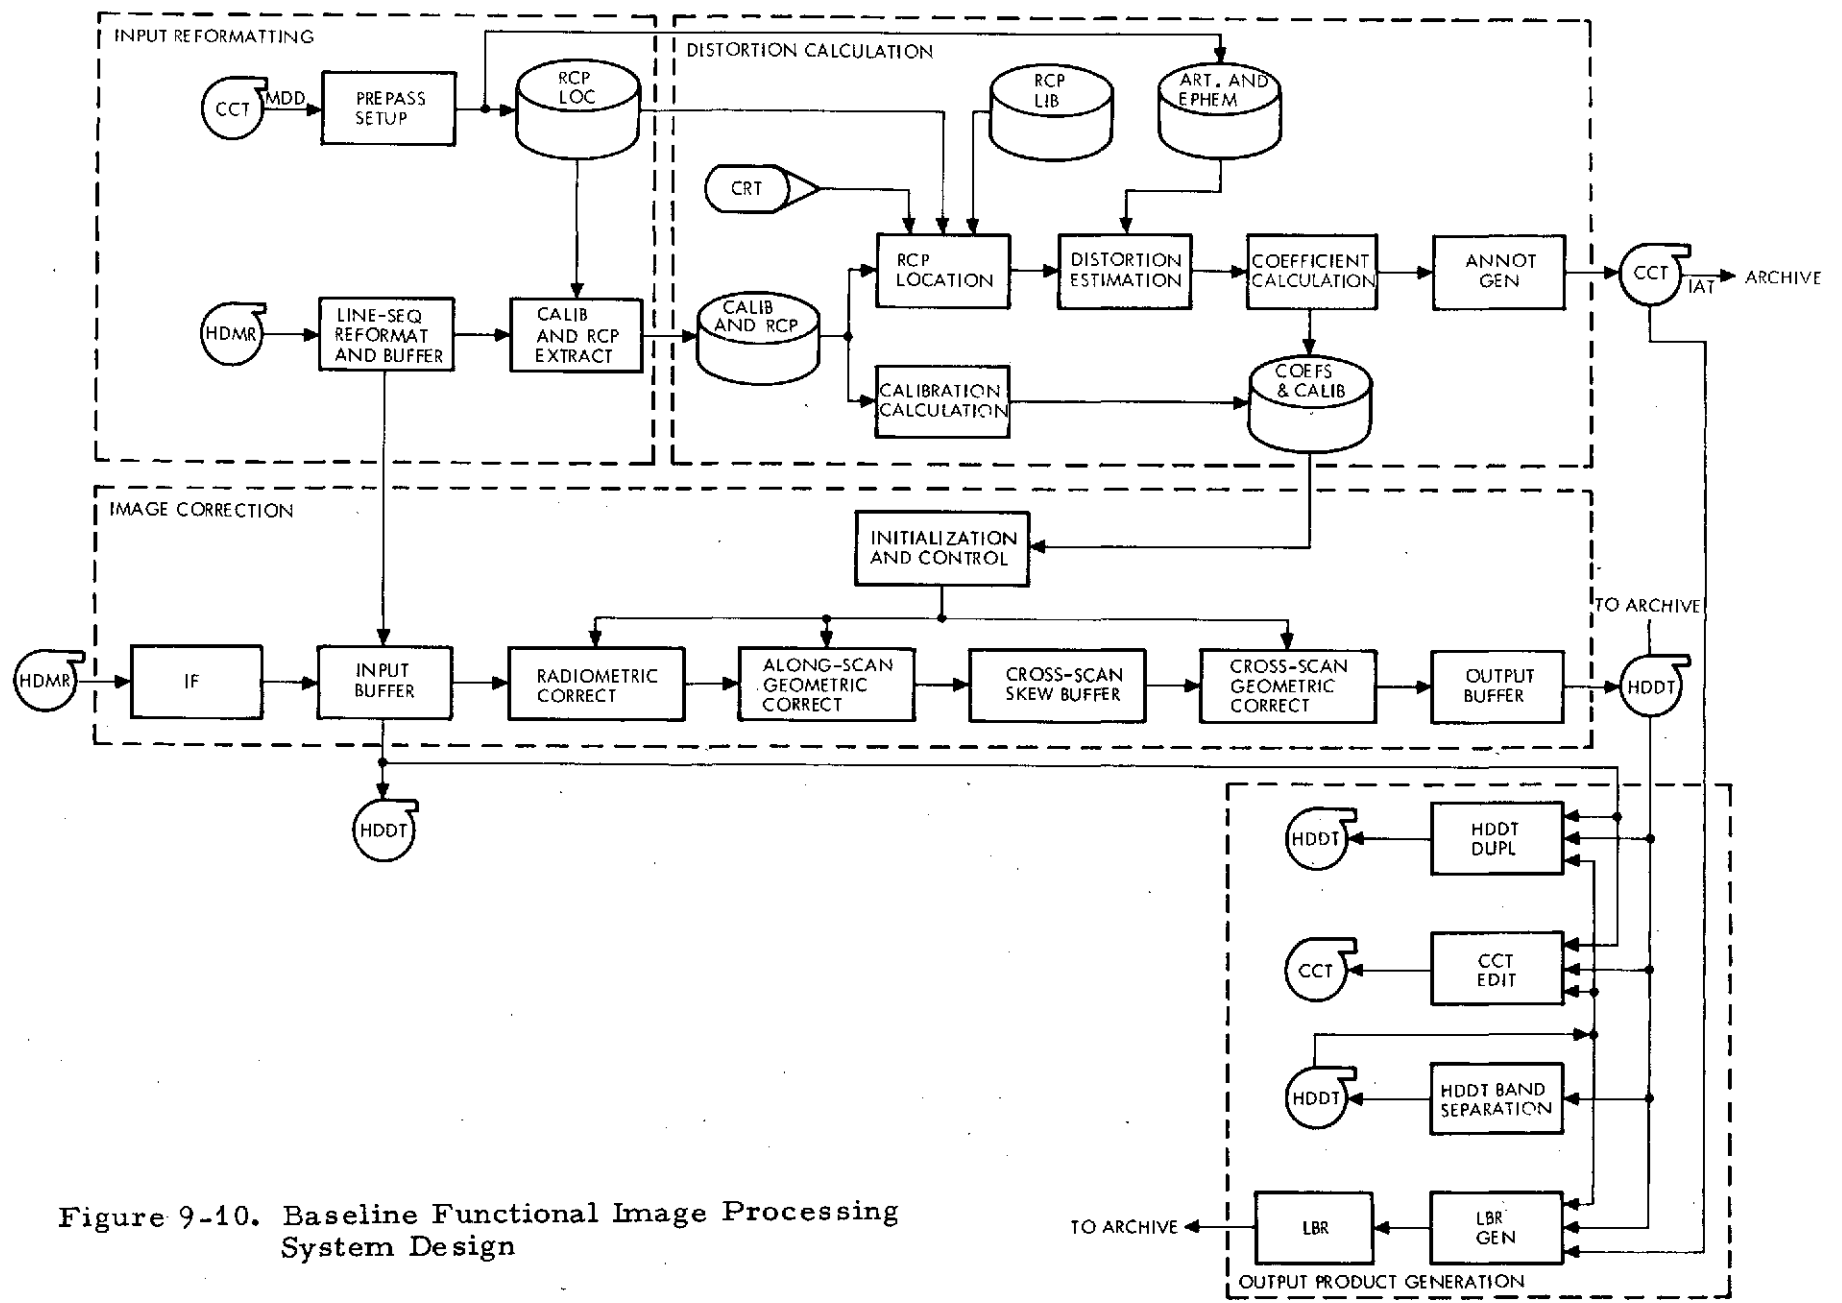 INPUT REFORMATTING
CCT
MDD
PREPASS
SETUP
RCP
LOC
HDMR
LINE-SEQ
REFORMAT
AND BUFFER
CALIB
AND RCP
EXTRACT
DISTORTION CALCULATION
RCP
LIB
ART. AND
EPHEM
CRT
RCP
LOCATION
DISTORTION
ESTIMATION
COEFFICIENT
CALCULATION
ANNOT
GEN
CCT
IAT
ARCHIVE
CALIB
AND RCP
CALIBRATION
CALCULATION
COEFS
& CALIB
IMAGE CORRECTION
INITIALIZATION
AND CONTROL
TO ARCHIVE
HDMR
IF
INPUT
BUFFER
RADIOMETRIC
CORRECT
ALONG-SCAN
GEOMETRIC
CORRECT
CROSS-SCAN
SKEW BUFFER
CROSS-SCAN
GEOMETRIC
CORRECT
OUTPUT
BUFFER
HDDT
HDDT
HDDT
HDDT
DUPL
CCT
CCT
EDIT
HDDT
HDDT BAND
SEPARATION
TO ARCHIVE
LBR
LBR
GEN
OUTPUT PRODUCT GENERATION
Figure 9-10. Baseline Functional Image Processing
System Design